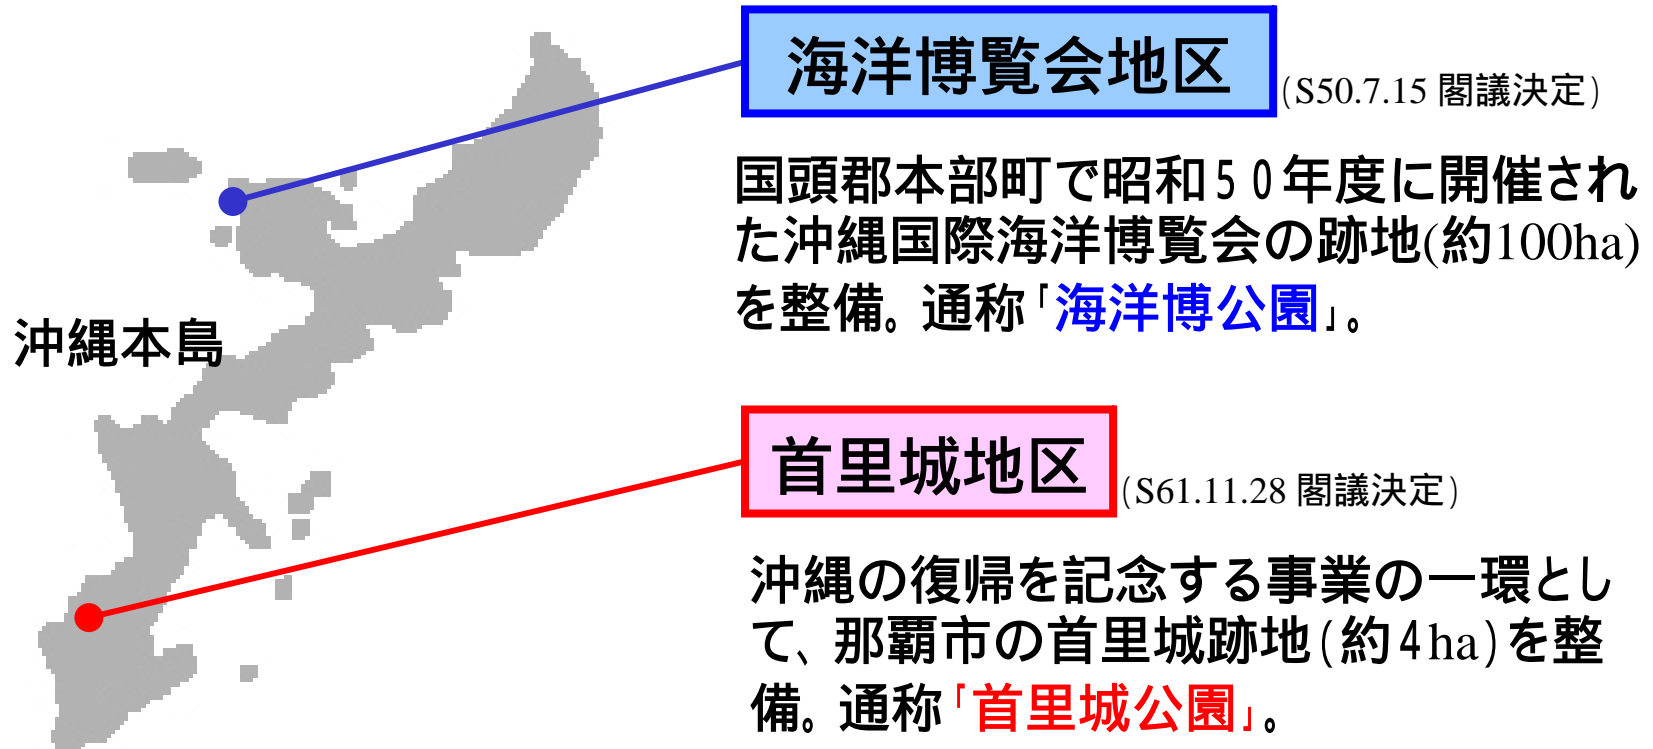 海洋博覧会地区
(S50.7.15 閣議決定)
国頭郡本部町で昭和50年度に開催され
た沖縄国際海洋博覧会の跡地(約100ha)
を整備。通称「海洋博公園」。
沖縄本島
首里城地区
(S61.11.28 閣議決定)
沖縄の復帰を記念する事業の一環とし
て、那覇市の首里城跡地(約4ha)を整
備。通称「首里城公園」。